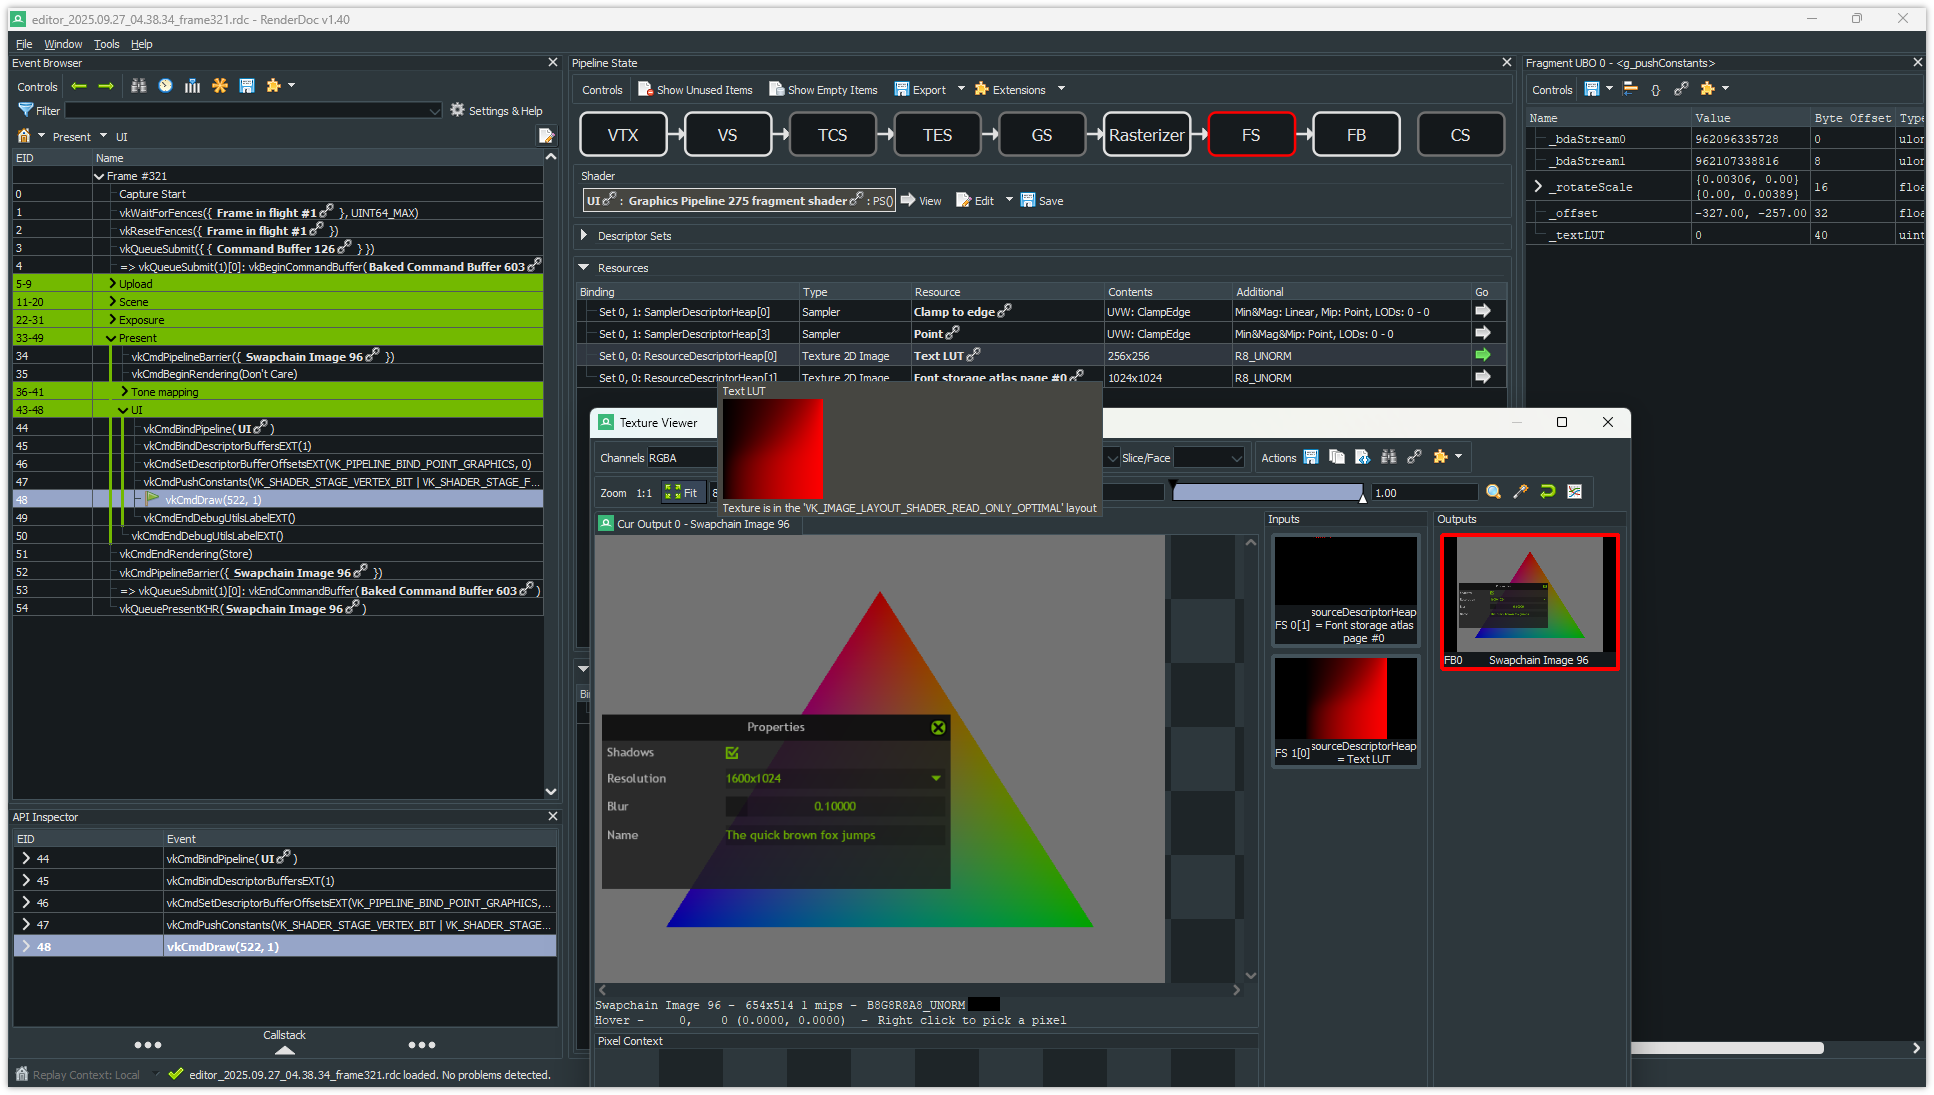 editor_2025.09.27_04.38.34_frame321.rdc - RenderDoc v1.40
File Window Tools Help
Event Browser
Controls
Filter Settings & Help
Present UI
EID Name
Frame #321
0 Capture Start
1 vkWaitForFences({ Frame in flight #1 }, UINT64_MAX)
2 vkResetFences({ Frame in flight #1 })
3 vkQueueSubmit({ { Command Buffer 126 } })
4 => vkQueueSubmit(1)[0]: vkBeginCommandBuffer(Baked Command Buffer 603
5-9 Upload
11-20 Scene
22-31 Exposure
33-49 Present
34 vkCmdPipelineBarrier({ Swapchain Image 96 })
35 vkCmdBeginRendering(Don't Care)
36-41 Tone mapping
43-48 UI
44 vkCmdBindPipeline( UI )
45 vkCmdBindDescriptorBuffersEXT(1)
46 vkCmdSetDescriptorBufferOffsetsEXT(VK_PIPELINE_BIND_POINT_GRAPHICS, 0)
47 vkCmdPushConstants(VK_SHADER_STAGE_VERTEX_BIT | VK_SHADER_STAGE_F...
48 vkCmdDraw(522, 1)
49 vkCmdEndDebugUtilsLabelEXT()
50 vkCmdEndDebugUtilsLabelEXT()
51 vkCmdEndRendering(Store)
52 vkCmdPipelineBarrier({ Swapchain Image 96 })
53 => vkQueueSubmit(1)[0]: vkEndCommandBuffer(Baked Command Buffer 603 )
54 vkQueuePresentKHR(Swapchain Image 96 )
API Inspector
EID Event
44 vkCmdBindPipeline( UI )
45 vkCmdBindDescriptorBuffersEXT(1)
46 vkCmdSetDescriptorBufferOffsetsEXT(VK_PIPELINE_BIND_POINT_GRAPHICS,...
47 vkCmdPushConstants(VK_SHADER_STAGE_VERTEX_BIT | VK_SHADER_STAGE...
48 vkCmdDraw(522, 1)
Callstack
Replay Context: Local editor_2025.09.27_04.38.34_frame321.rdc loaded. No problems detected.
Pipeline State
Controls Show Unused Items Show Empty Items Export Extensions
VTX VS TCS TES GS Rasterizer FS FB CS
Shader
UI : Graphics Pipeline 275 fragment shader : PS() View Edit Save
Descriptor Sets
Resources
Binding Type Resource Contents Additional Go
Set 0, 1: SamplerDescriptorHeap[0] Sampler Clamp to edge UVW: ClampEdge Min&Mag: Linear, Mip: Point, LODs: 0 - 0
Set 0, 1: SamplerDescriptorHeap[3] Sampler Point UVW: ClampEdge Min&Mag&Mip: Point, LODs: 0 - 0
Set 0, 0: ResourceDescriptorHeap[0] Texture 2D Image Text LUT 256x256 R8_UNORM
Set 0, 0: ResourceDescriptorHeap[1] Texture 2D Image Font storage atlas page #0 1024x1024 R8_UNORM
Text LUT
Texture is in the 'VK_IMAGE_LAYOUT_SHADER_READ_ONLY_OPTIMAL' layout
Bi
Texture Viewer
Channels RGBA Slice/Face Actions
Zoom 1:1 Fit 8 1.00
Cur Output 0 - Swapchain Image 96
Properties
Shadows
Resolution 1600x1024
Blur 0.10000
Name The quick brown fox jumps
Swapchain Image 96 - 654x514 1 mips - B8G8R8A8_UNORM
Hover - 0, 0 (0.0000, 0.0000) - Right click to pick a pixel
Pixel Context
Inputs
sourceDescriptorHeap
FS 0[1] = Font storage atlas
page #0
sourceDescriptorHeap
FS 1[0] = Text LUT
Outputs
FB0 Swapchain Image 96
Fragment UBO 0 - <g_pushConstants>
Controls {}
Name Value Byte Offset Type
_bdaStream0 962096335728 0 ulon
_bdaStream1 962107338816 8 ulon
_rotateScale {0.00306, 0.00} {0.00, 0.00389} 16 floa
_offset -327.00, -257.00 32 floa
_textLUT 0 40 uint